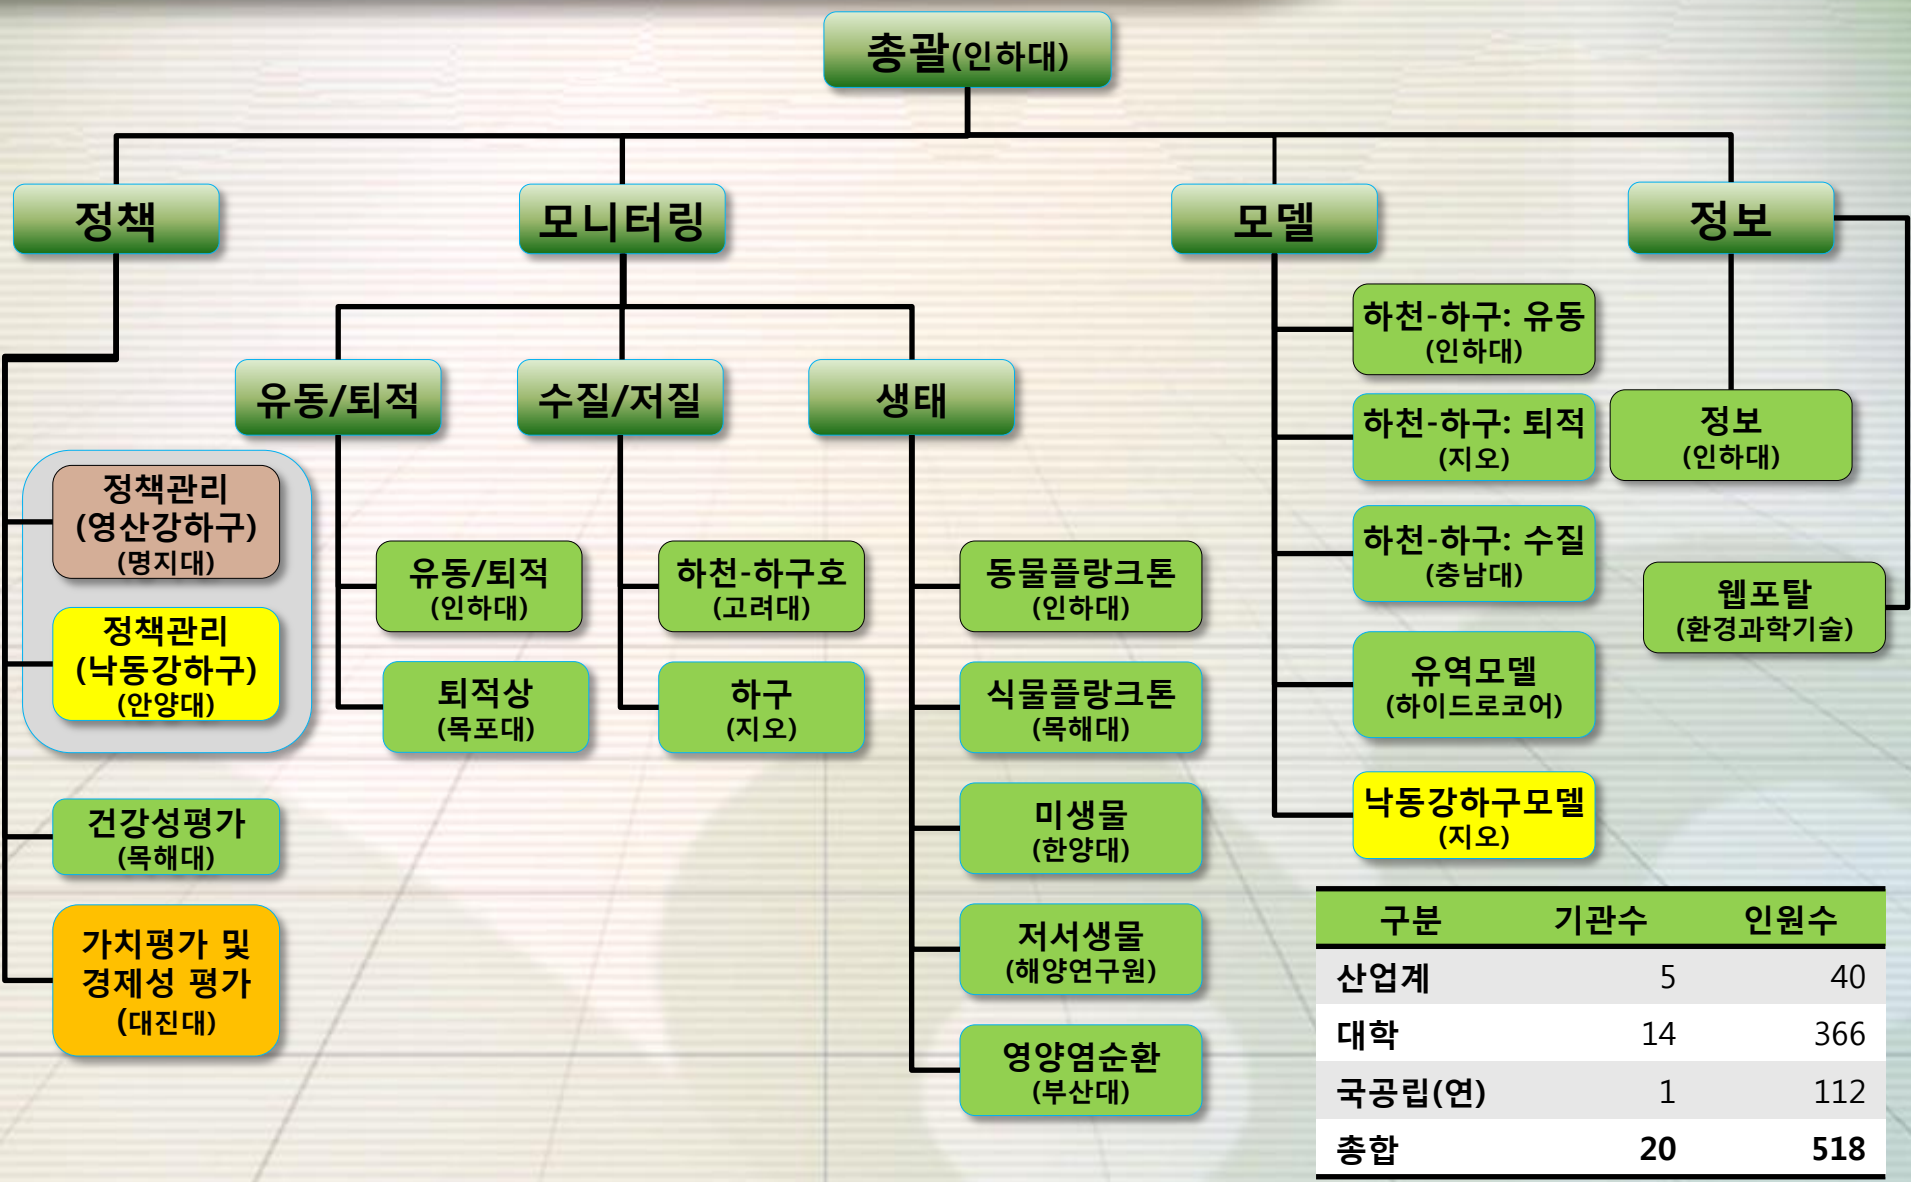 총괄(인하대)
정책
모니터링
모델
정보
유동/퇴적
수질/저질
생태
정책관리
(영산강하구)
(명지대)
정책관리
(낙동강하구)
(안양대)
건강성평가
(목해대)
가치평가 및
경제성 평가
(대진대)
유동/퇴적
(인하대)
퇴적상
(목포대)
하천-하구호
(고려대)
하구
(지오)
동물플랑크톤
(인하대)
식물플랑크톤
(목해대)
미생물
(한양대)
저서생물
(해양연구원)
영양염순환
(부산대)
하천-하구: 유동
(인하대)
하천-하구: 퇴적
(지오)
하천-하구: 수질
(충남대)
유역모델
(하이드로코어)
낙동강하구모델
(지오)
정보
(인하대)
웹포탈
(환경과학기술)
구분 기관수 인원수
산업계 5 40
대학 14 366
국공립(연) 1 112
총합 20 518